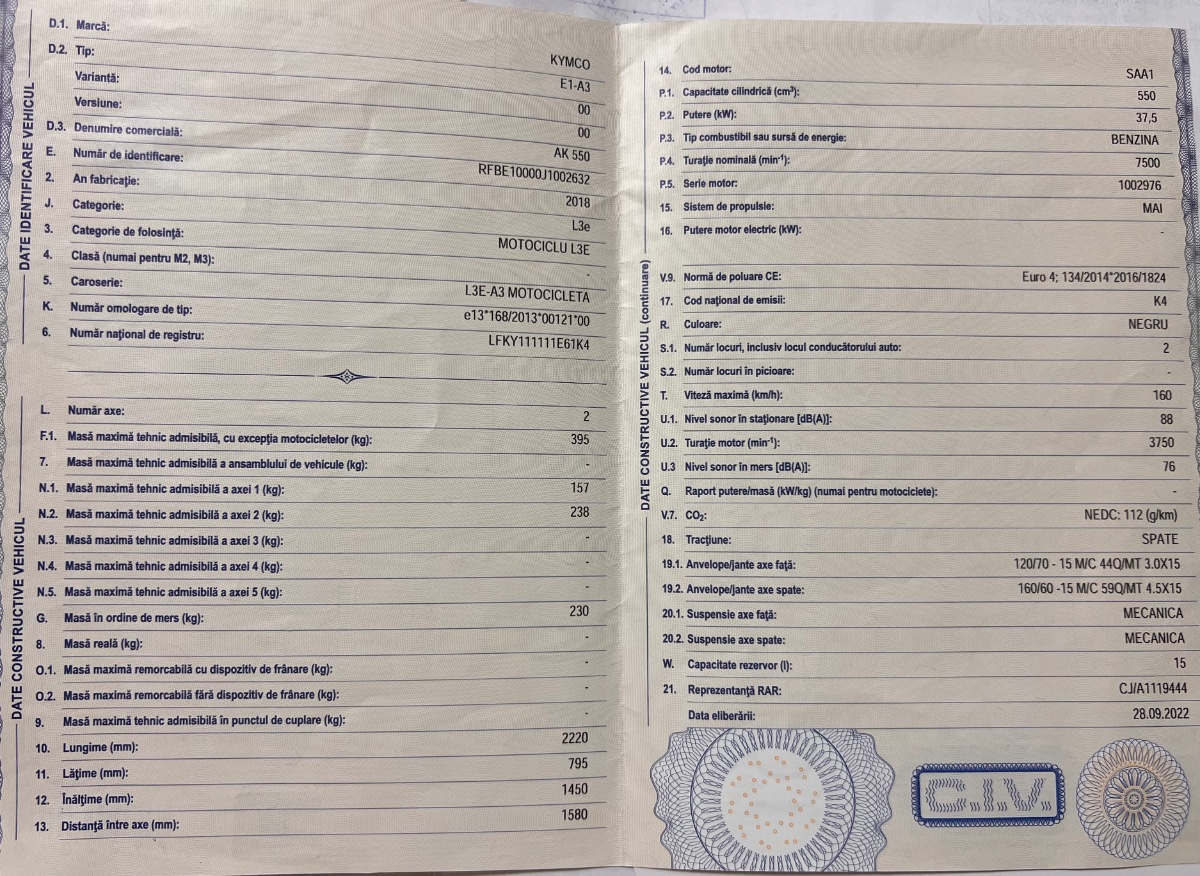 DATE IDENTIFICARE VEHICUL
D.1. Marcă: KYMCO
D.2. Tip: E1-A3
Variantă: 00
Versiune: 00
D.3. Denumire comercială: AK 550
E. Număr de identificare: RFBE10000J1002632
2. An fabricaţie: 2018
J. Categorie: L3e
3. Categorie de folosinţă: MOTOCICLU L3E
4. Clasă (numai pentru M2, M3): -
5. Caroserie: L3E-A3 MOTOCICLETA
K. Număr omologare de tip: e13*168/2013*00121*00
6. Număr naţional de registru: LFKY111111E61K4
DATE CONSTRUCTIVE VEHICUL
L. Număr axe: 2
F.1. Masă maximă tehnic admisibilă, cu excepţia motocicletelor (kg): 395
7. Masă maximă tehnic admisibilă a ansamblului de vehicule (kg): -
N.1. Masă maximă tehnic admisibilă a axei 1 (kg): 157
N.2. Masă maximă tehnic admisibilă a axei 2 (kg): 238
N.3. Masă maximă tehnic admisibilă a axei 3 (kg): -
N.4. Masă maximă tehnic admisibilă a axei 4 (kg): -
N.5. Masă maximă tehnic admisibilă a axei 5 (kg): -
G. Masă în ordine de mers (kg): 230
8. Masă reală (kg): -
O.1. Masă maximă remorcabilă cu dispozitiv de frânare (kg): -
O.2. Masă maximă remorcabilă fără dispozitiv de frânare (kg): -
9. Masă maximă tehnic admisibilă în punctul de cuplare (kg): -
10. Lungime (mm): 2220
11. Lăţime (mm): 795
12. Înălţime (mm): 1450
13. Distanţă între axe (mm): 1580
DATE CONSTRUCTIVE VEHICUL (continuare)
14. Cod motor: SAA1
P.1. Capacitate cilindrică (cm³): 550
P.2. Putere (kW): 37,5
P.3. Tip combustibil sau sursă de energie: BENZINA
P.4. Turaţie nominală (min⁻¹): 7500
P.5. Serie motor: 1002976
15. Sistem de propulsie: MAI
16. Putere motor electric (kW): -
V.9. Normă de poluare CE: Euro 4; 134/2014*2016/1824
17. Cod naţional de emisii: K4
R. Culoare: NEGRU
S.1. Număr locuri, inclusiv locul conducătorului auto: 2
S.2. Număr locuri în picioare: -
T. Viteză maximă (km/h): 160
U.1. Nivel sonor în staţionare [dB(A)]: 88
U.2. Turaţie motor (min⁻¹): 3750
U.3 Nivel sonor în mers [dB(A)]: 76
Q. Raport putere/masă (kW/kg) (numai pentru motociclete): -
V.7. CO₂: NEDC: 112 (g/km)
18. Tracţiune: SPATE
19.1. Anvelope/jante axe faţă: 120/70 - 15 M/C 44Q/MT 3.0X15
19.2. Anvelope/jante axe spate: 160/60 -15 M/C 59Q/MT 4.5X15
20.1. Suspensie axe faţă: MECANICA
20.2. Suspensie axe spate: MECANICA
W. Capacitate rezervor (l): 15
21. Reprezentanţă RAR: CJ/A1119444
Data eliberării: 28.09.2022
C.I.V.